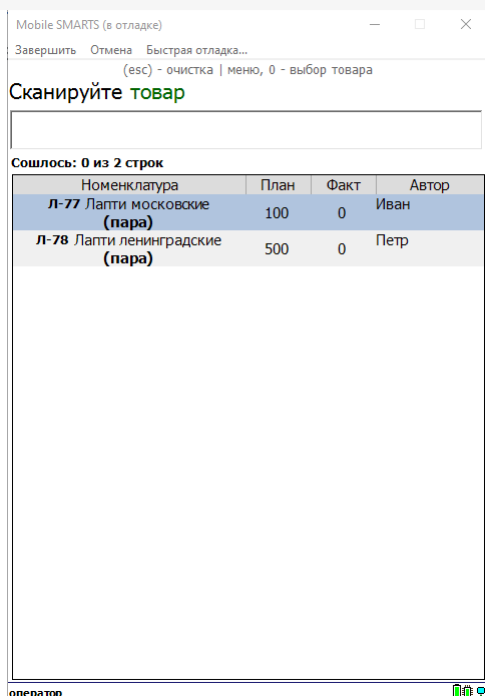 Mobile SMARTS (в отладке)
Завершить Отмена Быстрая отладка...
(esc) - очистка | меню, 0 - выбор товара
Сканируйте товар
Сошлось: 0 из 2 строк
Номенклатура План Факт Автор
Л-77 Лапти московские (пара) 100 0 Иван
Л-78 Лапти ленинградские (пара) 500 0 Петр
оператор